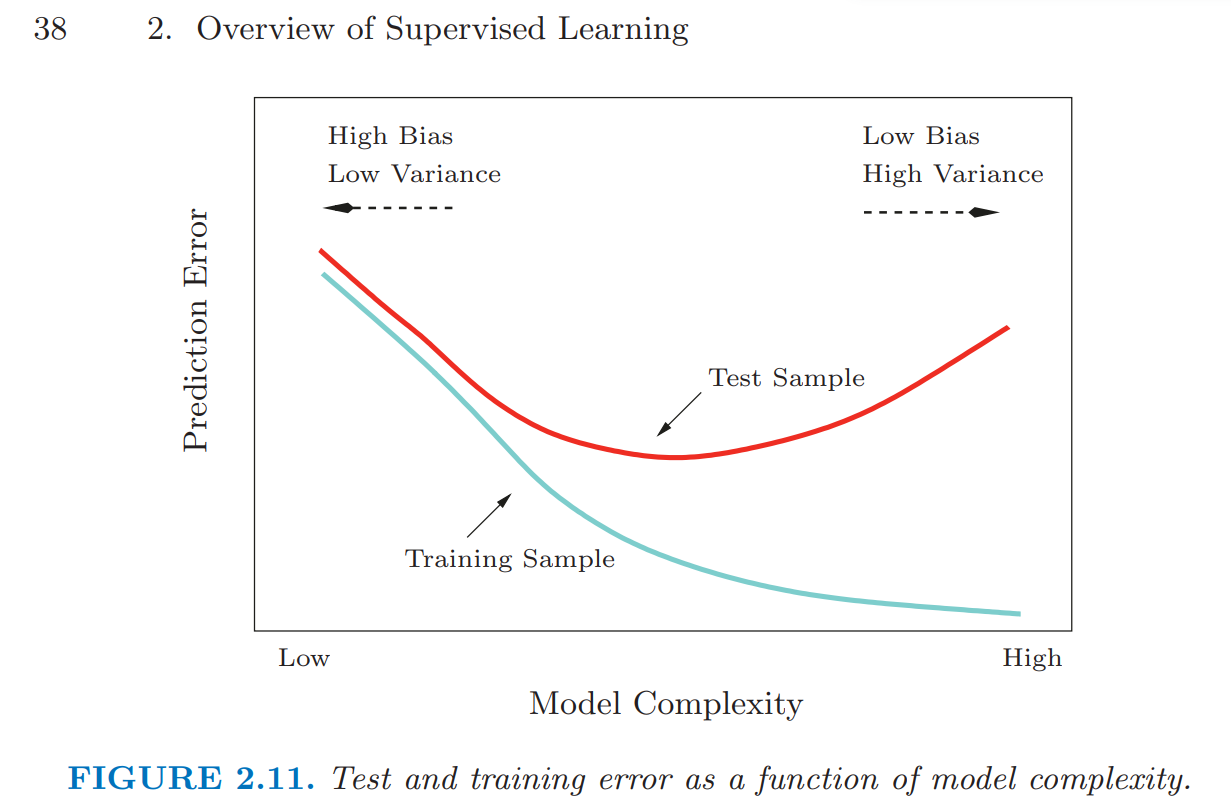 38 2. Overview of Supervised Learning
High Bias
Low Variance
Low Bias
High Variance
Prediction Error
Test Sample
Training Sample
Low
High
Model Complexity
FIGURE 2.11. Test and training error as a function of model complexity.